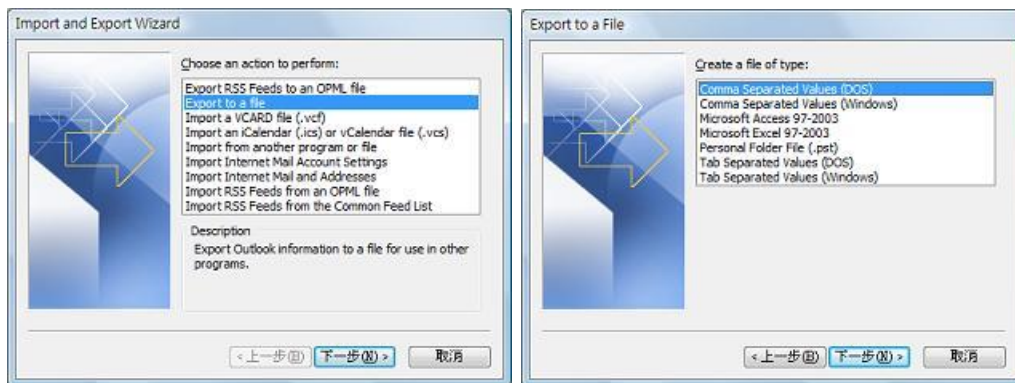 Import and Export Wizard
Choose an action to perform:
Export RSS Feeds to an OPML file
Export to a file
Import a VCARD file (.vcf)
Import an iCalendar (.ics) or vCalendar file (.vcs)
Import from another program or file
Import Internet Mail Account Settings
Import Internet Mail and Addresses
Import RSS Feeds from an OPML file
Import RSS Feeds from the Common Feed List
Description
Export Outlook information to a file for use in other
programs.
<上一步(B) 下一步(N)> 取消
Export to a File
Create a file of type:
Comma Separated Values (DOS)
Comma Separated Values (Windows)
Microsoft Access 97-2003
Microsoft Excel 97-2003
Personal Folder File (.pst)
Tab Separated Values (DOS)
Tab Separated Values (Windows)
<上一步(B) 下一步(N)> 取消